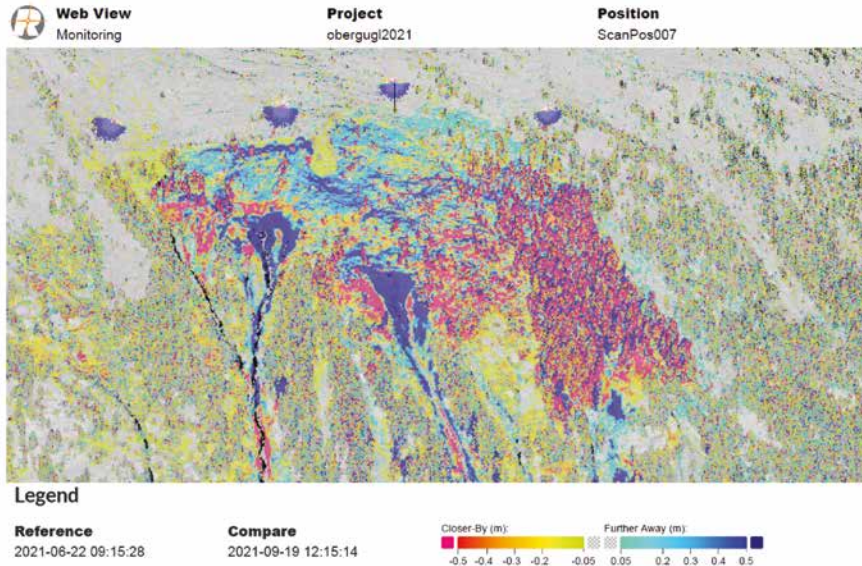 Web View
Monitoring
Project
obergugl2021
Position
ScanPos007
Legend
Reference
2021-06-22 09:15:28
Compare
2021-09-19 12:15:14
Closer-By (m):
-0.5 -0.4 -0.3 -0.2 -0.05
Further Away (m):
0.05 0.2 0.3 0.4 0.5